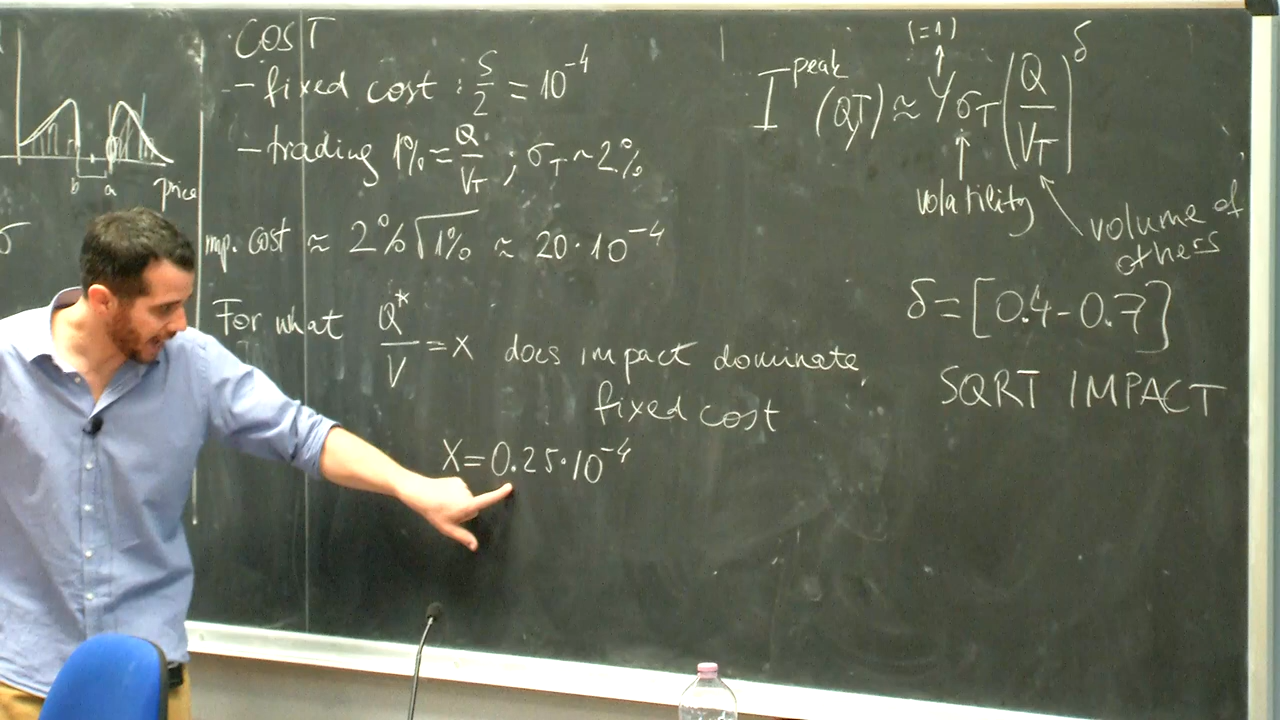 COST
- fixed cost : S/2 = 10^-4
- trading 1% ≈ Q/V_T ; σ_T ~ 2%
mp. cost ≈ 2% √1% ≈ 20 · 10^-4
For what Q*/V = X does impact dominate
fixed cost
X = 0.25 · 10^-4
b a price
σ
(=1)
I^peak (Q,T) ≈ Y σ_T (Q/V_T)^δ
volatility
volume of
others
δ = [0.4 - 0.7]
SQRT IMPACT